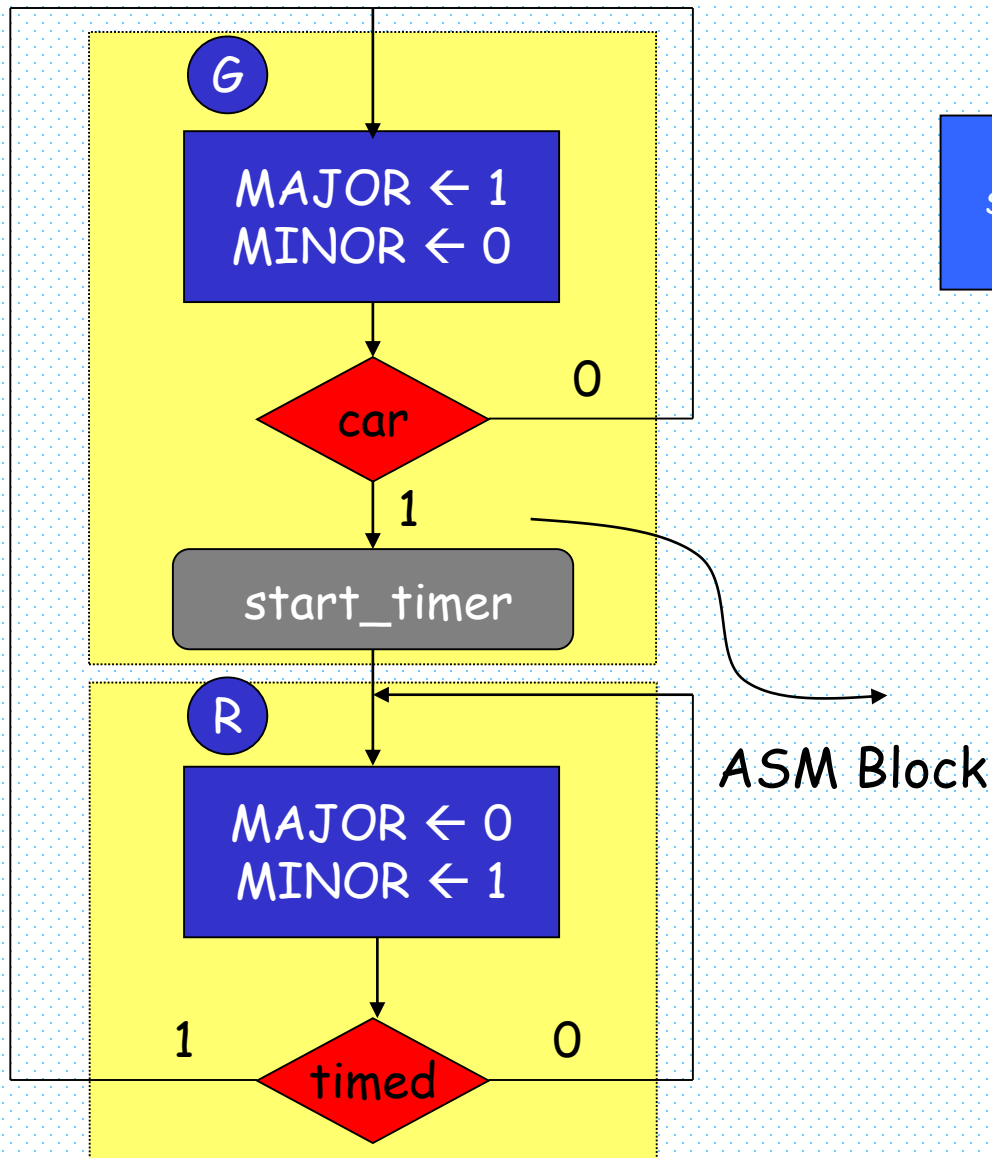 G
MAJOR ← 1
MINOR ← 0
0
car
1
start_timer
R
ASM Block
MAJOR ← 0
MINOR ← 1
1
0
timed